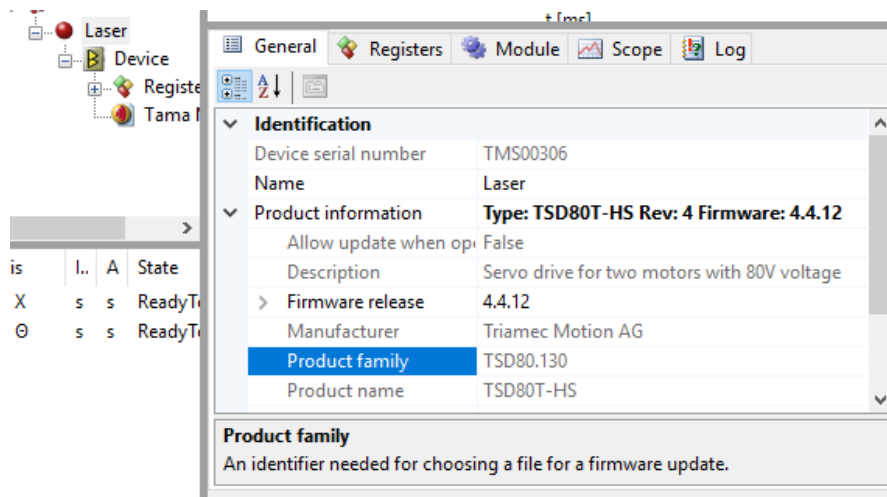 t [ms]
Laser
Device
Registe
Tama
General Registers Module Scope Log
Identification
Device serial number TMS00306
Name Laser
Product information Type: TSD80T-HS Rev: 4 Firmware: 4.4.12
Allow update when op False
Description Servo drive for two motors with 80V voltage
Firmware release 4.4.12
Manufacturer Triamec Motion AG
Product family TSD80.130
Product name TSD80T-HS
Product family
An identifier needed for choosing a file for a firmware update.
is I.. A State
X s s ReadyT
Θ s s ReadyT